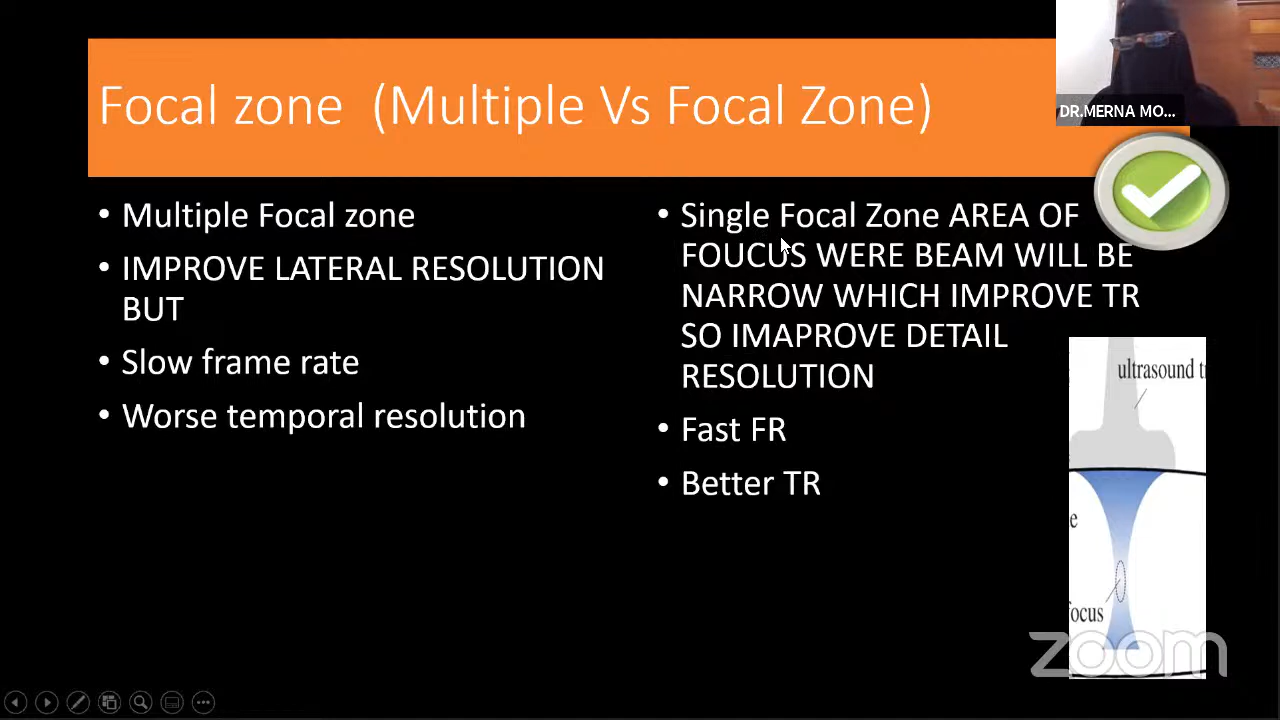 Focal zone (Multiple Vs Focal Zone)
DR.MERNA MO...
• Multiple Focal zone
• IMPROVE LATERAL RESOLUTION
BUT
• Slow frame rate
• Worse temporal resolution
• Single Focal Zone AREA OF
FOUCUS WERE BEAM WILL BE
NARROW WHICH IMPROVE TR
SO IMAPROVE DETAIL
RESOLUTION
• Fast FR
• Better TR
ultrasound tr
e
focus
zoom